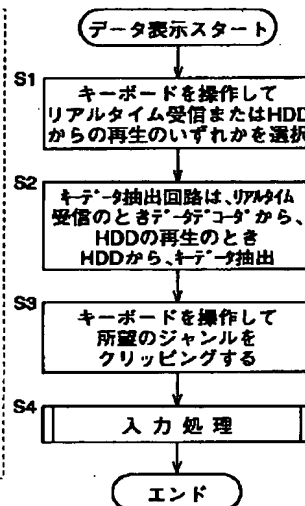 データ表示スタート
S1
キーボードを操作して
リアルタイム受信またはHDD
からの再生のいずれかを選択
S2
キーデータ抽出回路は、リアルタイム
受信のときデータデコーダから、
HDDの再生のとき
HDDから、キーデータ抽出
S3
キーボードを操作して
所望のジャンルを
クリッピングする
S4
入力処理
エンド